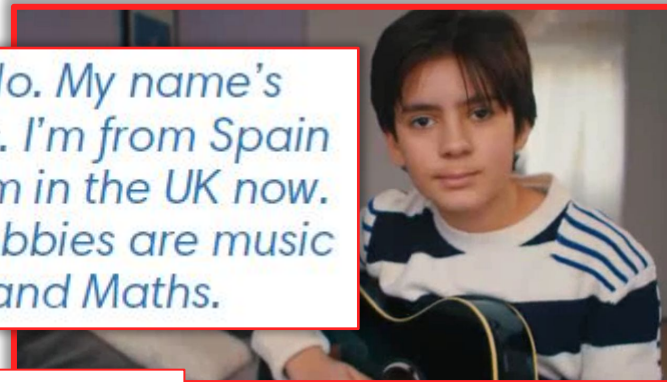 lo. My name's
. I'm from Spain
m in the UK now.
bbies are music
and Maths.